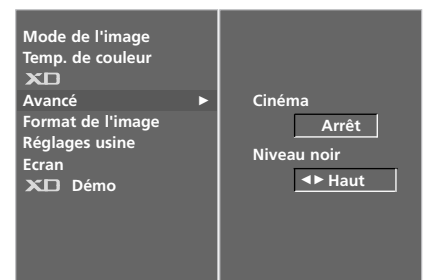 Mode de l'image
Temp. de couleur
XD
Avancé ►
Format de l'image
Réglages usine
Ecran
XD Démo
Cinéma
Arrêt
Niveau noir
◄► Haut